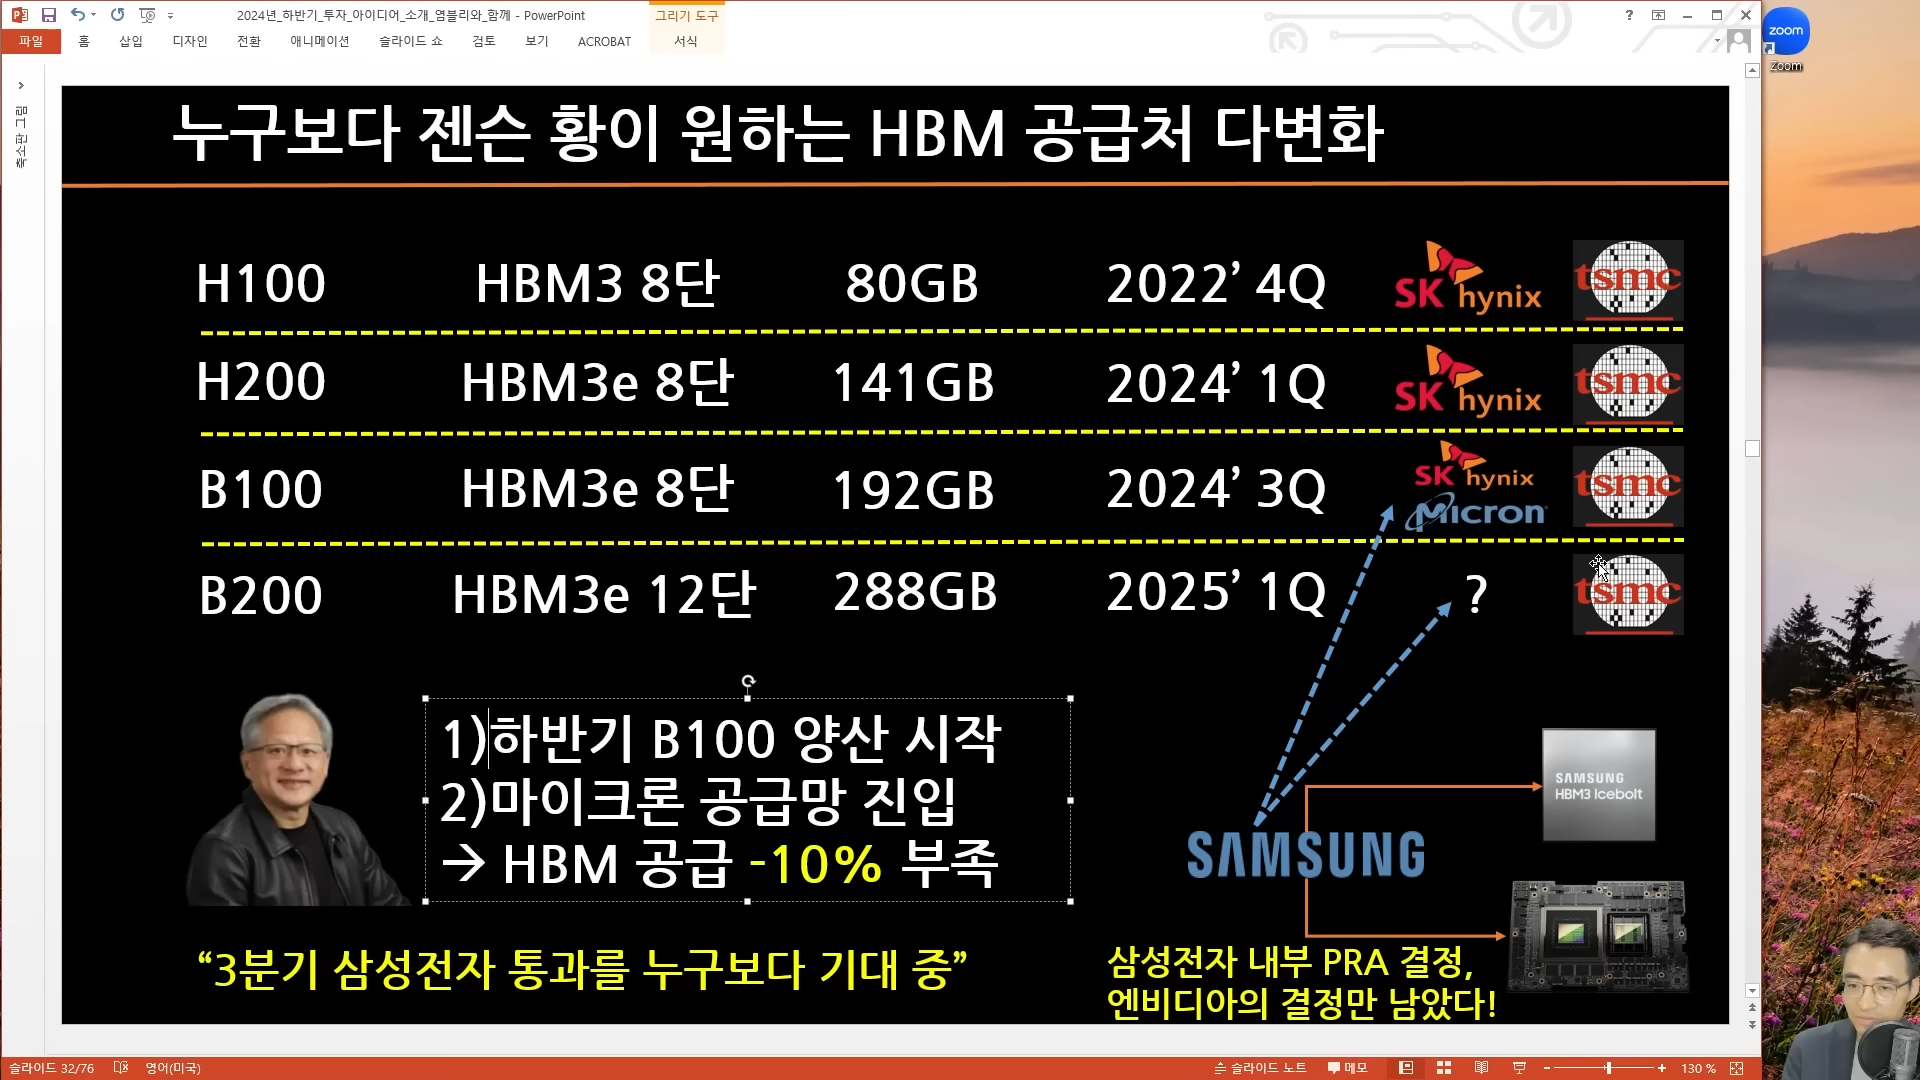 2024년_하반기_투자_아이디어_소개_염블리와_함께 - PowerPoint
그리기 도구
?
파일
홈
삽입
디자인
전환
애니메이션
슬라이드 쇼
검토
보기
ACROBAT
서식
zoom
Zoom
축소판 그림
누구보다 젠슨 황이 원하는 HBM 공급처 다변화
H100 HBM3 8단 80GB 2022’ 4Q SK hynix tsmc
H200 HBM3e 8단 141GB 2024’ 1Q SK hynix tsmc
B100 HBM3e 8단 192GB 2024’ 3Q SK hynix Micron tsmc
B200 HBM3e 12단 288GB 2025’ 1Q ? tsmc
1)하반기 B100 양산 시작
2)마이크론 공급망 진입
→ HBM 공급 -10% 부족
SAMSUNG
HBM3 Icebolt
SAMSUNG
“3분기 삼성전자 통과를 누구보다 기대 중”
삼성전자 내부 PRA 결정,
엔비디아의 결정만 남았다!
슬라이드 32/76
영어(미국)
슬라이드 노트
메모
130 %